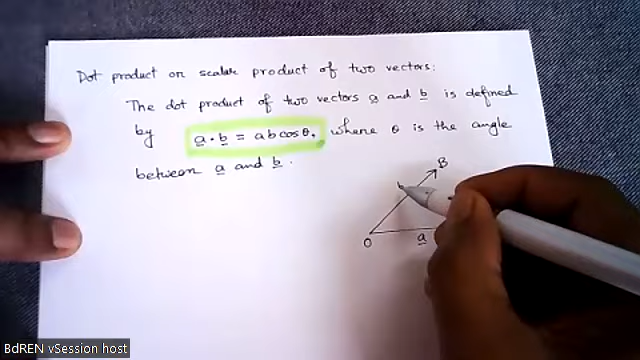 Dot product or scalar product of two vectors:
The dot product of two vectors a and b is defined
by a · b = ab cos θ, where θ is the angle
between a and b.
B
O
a
BdREN vSession host